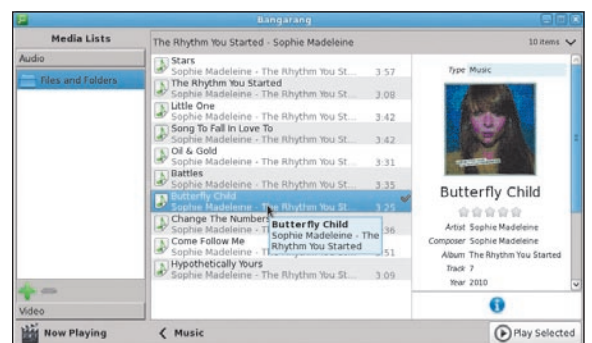 Bangarang
Media Lists
Audio
Files and Folders
Video
Now Playing
The Rhythm You Started - Sophie Madeleine
10 items
Stars
Sophie Madeleine - The Rhythm You St... 3:57
The Rhythm You Started
Sophie Madeleine - The Rhythm You St... 3:08
Little One
Sophie Madeleine - The Rhythm You St... 3:42
Song To Fall In Love To
Sophie Madeleine - The Rhythm You St... 3:42
Oil & Gold
Sophie Madeleine - The Rhythm You St... 3:31
Battles
Sophie Madeleine - The Rhythm You St... 3:35
Butterfly Child
Sophie Madeleine - The Rhythm You St... 3:25
Change The Numbers
Sophie Madeleine :36
Come Follow Me
Sophie Madeleine :51
Hypothetically Yours
Sophie Madeleine - The Rhythm You St... 3:09
Butterfly Child
Sophie Madeleine - The
Rhythm You Started
Music
Type Music
Butterfly Child
Artist Sophie Madeleine
Composer Sophie Madeleine
Album The Rhythm You Started
Track 7
Year 2010
Play Selected